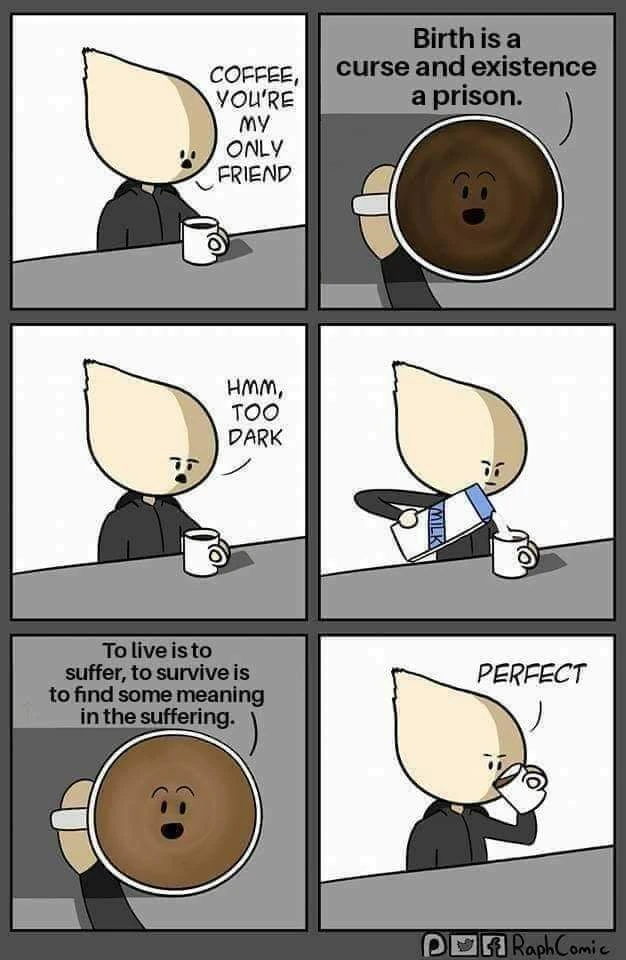 COFFEE,
YOU'RE
MY
ONLY
FRIEND
Birth is a
curse and existence
a prison.
HMM,
TOO
DARK
MILK
To live is to
suffer, to survive is
to find some meaning
in the suffering.
PERFECT
RaphComic